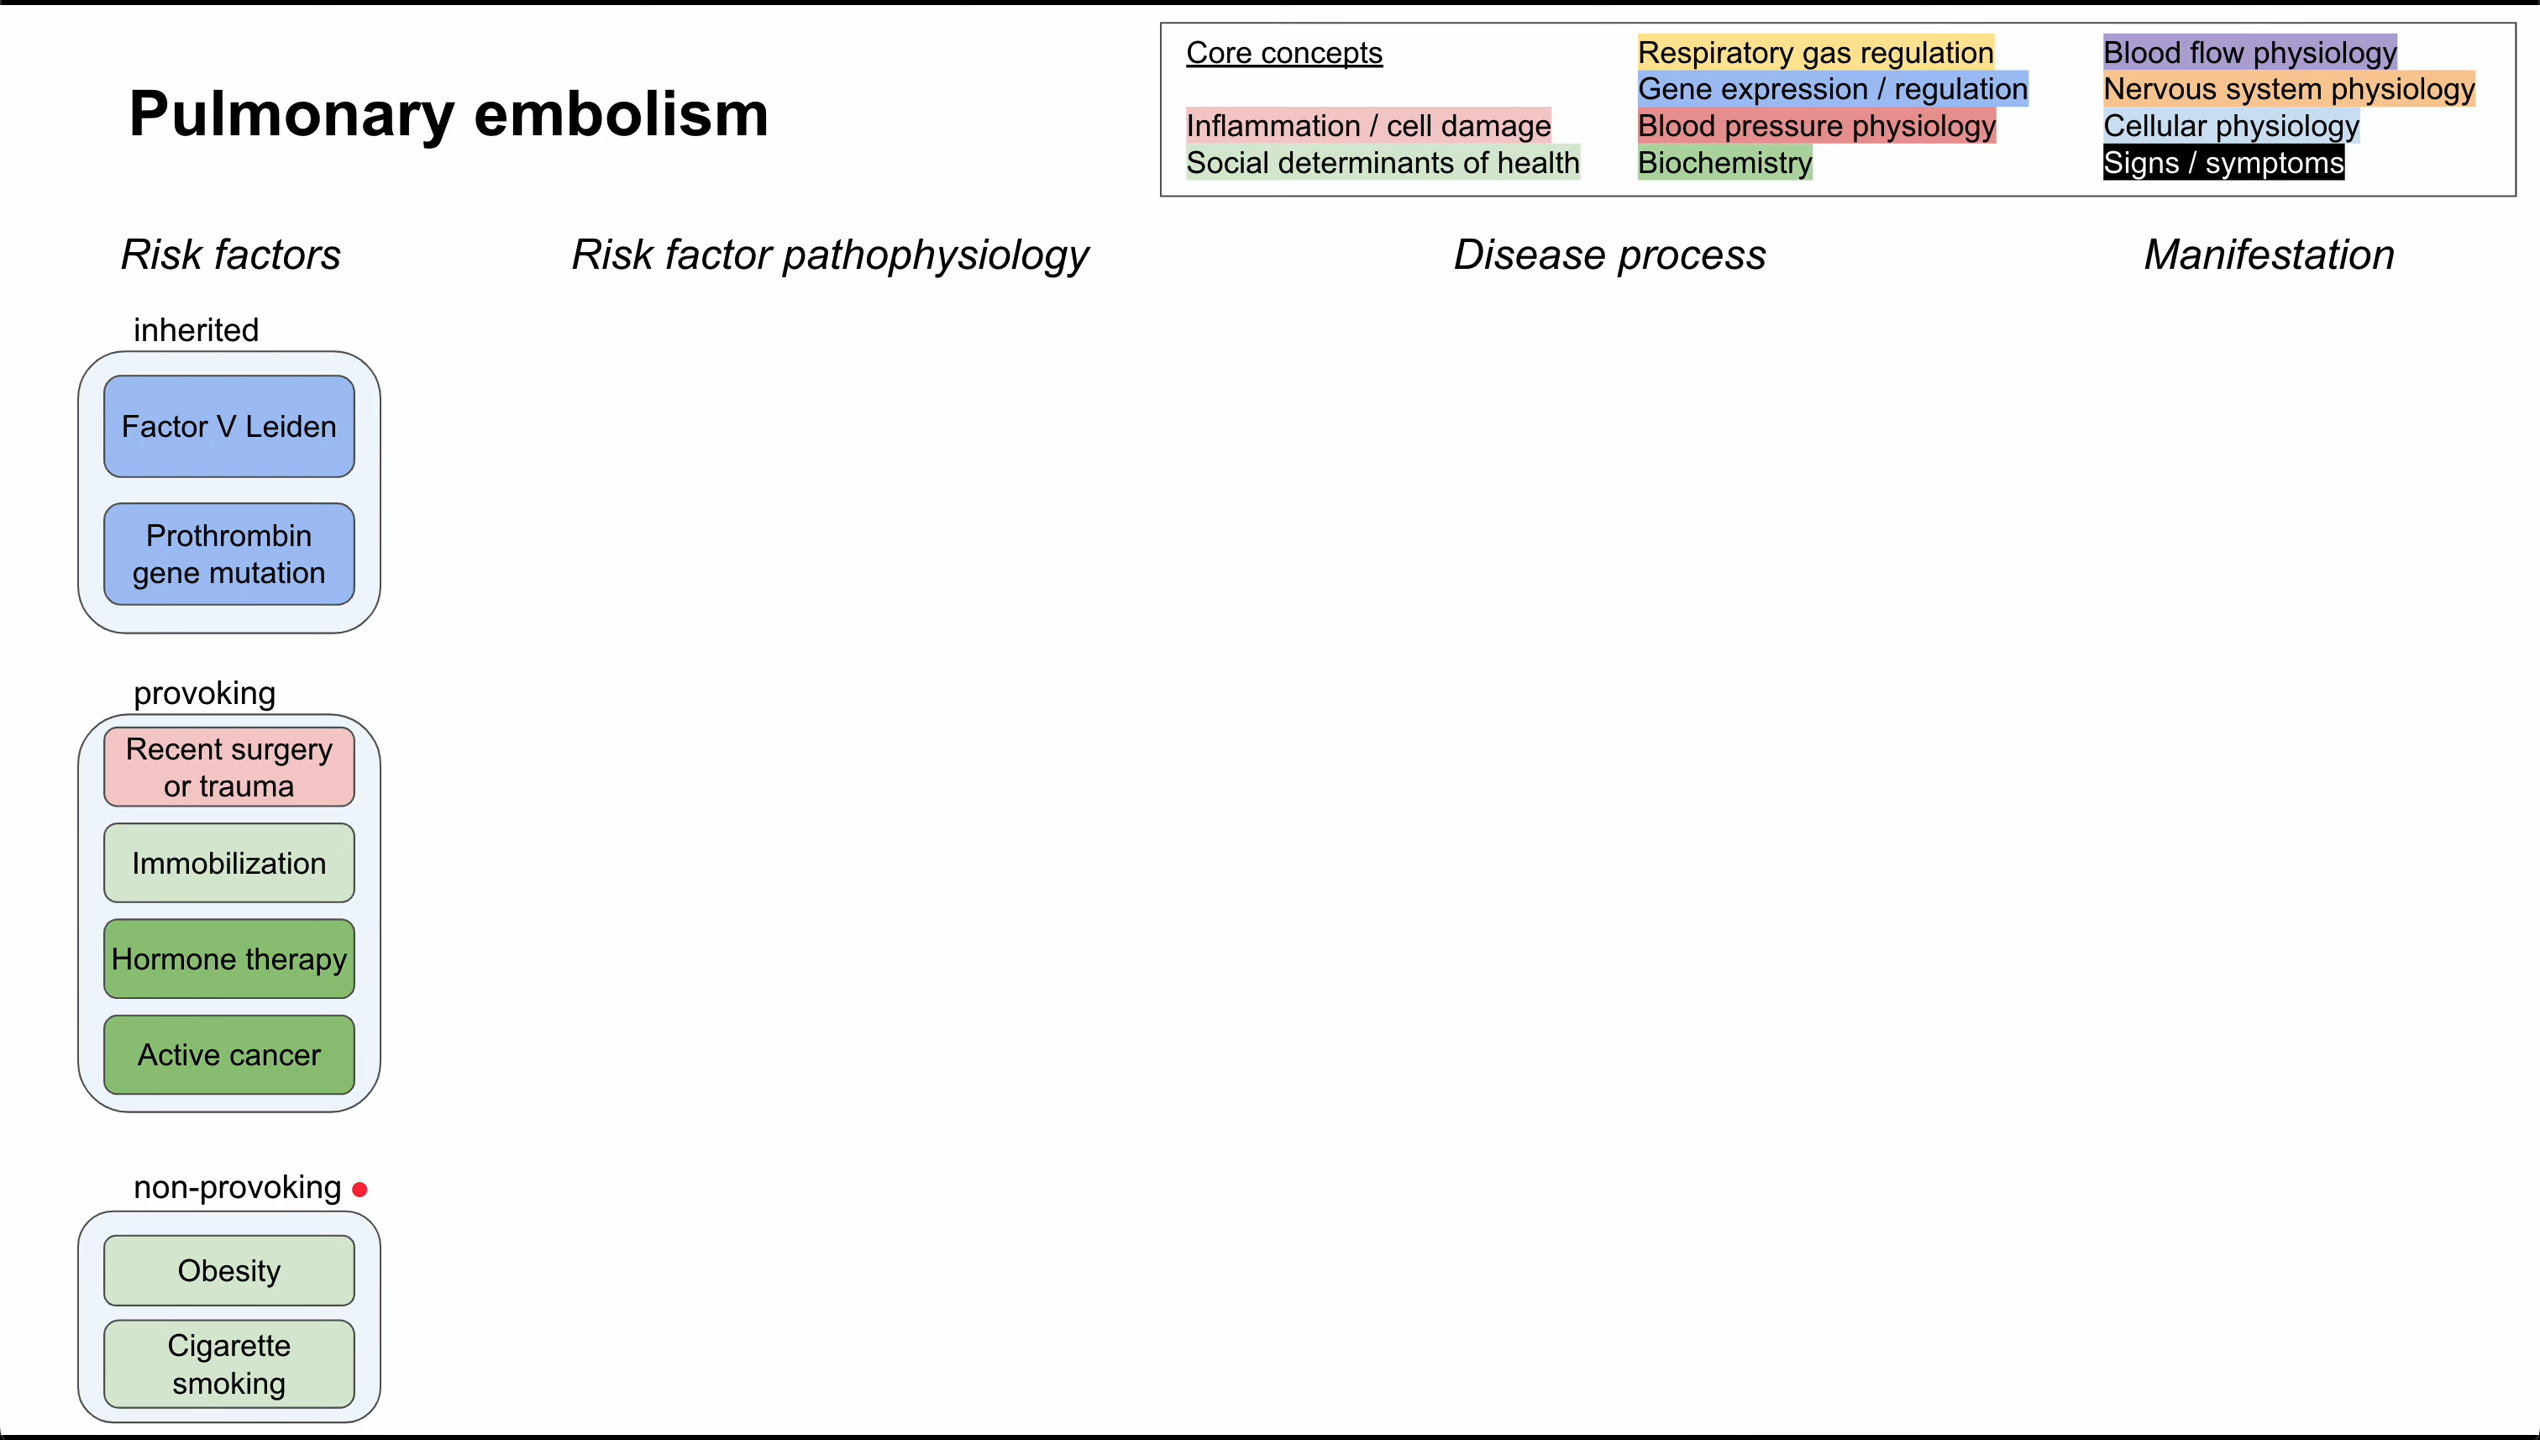 Pulmonary embolism
Core concepts
Inflammation / cell damage
Social determinants of health
Respiratory gas regulation
Gene expression / regulation
Blood pressure physiology
Biochemistry
Blood flow physiology
Nervous system physiology
Cellular physiology
Signs / symptoms
Risk factors
Risk factor pathophysiology
Disease process
Manifestation
inherited
Factor V Leiden
Prothrombin
gene mutation
provoking
Recent surgery
or trauma
Immobilization
Hormone therapy
Active cancer
non-provoking
Obesity
Cigarette
smoking